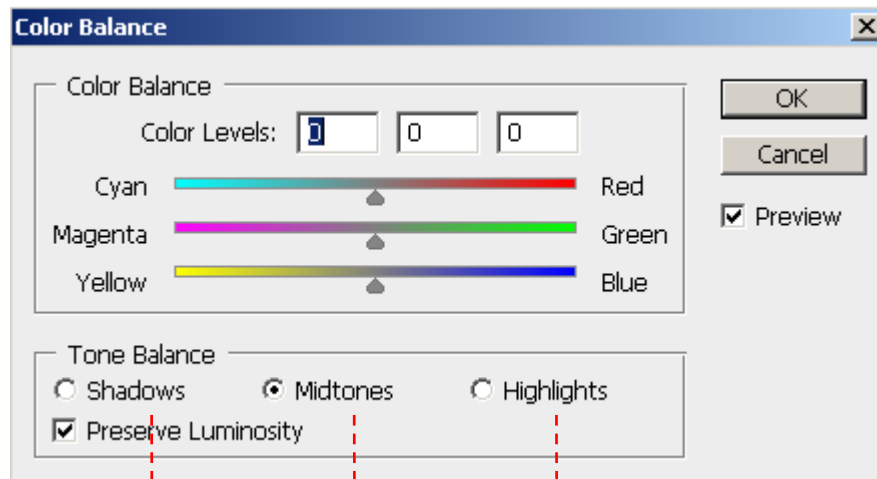 Color Balance
Color Balance
Color Levels: 0 0 0
OK
Cancel
Cyan Red
Preview
Magenta Green
Yellow Blue
Tone Balance
Shadows Midtones Highlights
Preserve Luminosity